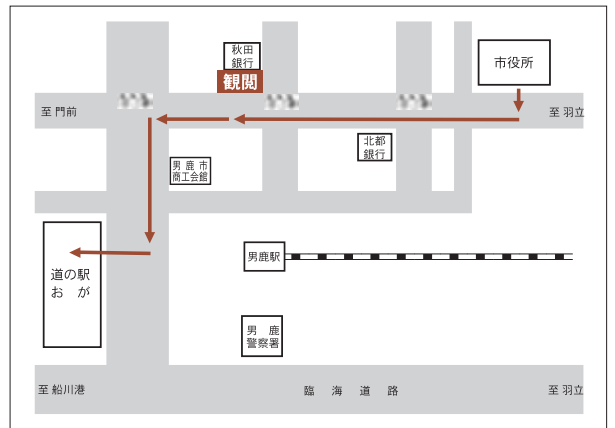 秋田
銀行
市役所
観閲
至 門前
至 羽立
北都
銀行
男鹿市
商工会館
道の駅
おが
男鹿駅
男鹿
警察署
至 船川港
臨海道路
至 羽立